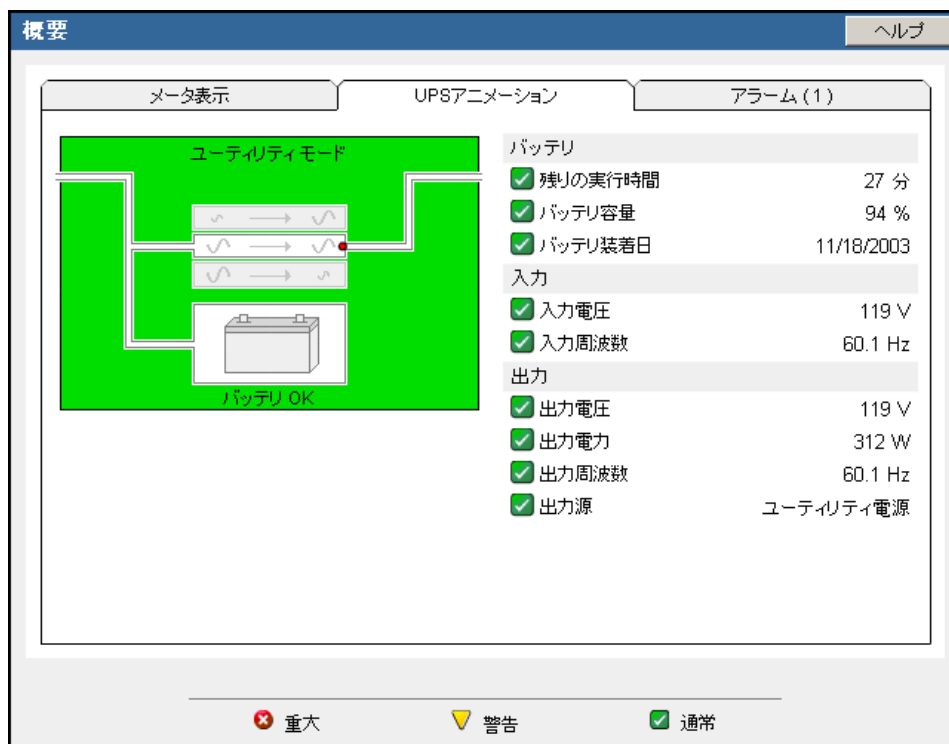 概要
ヘルプ
メータ表示
UPSアニメーション
アラーム (1)
ユーティリティ モード
バッテリ OK
バッテリ
残りの実行時間 27 分
バッテリ容量 94 %
バッテリ装着日 11/18/2003
入力
入力電圧 119 V
入力周波数 60.1 Hz
出力
出力電圧 119 V
出力電力 312 W
出力周波数 60.1 Hz
出力源 ユーティリティ電源
重大
警告
通常